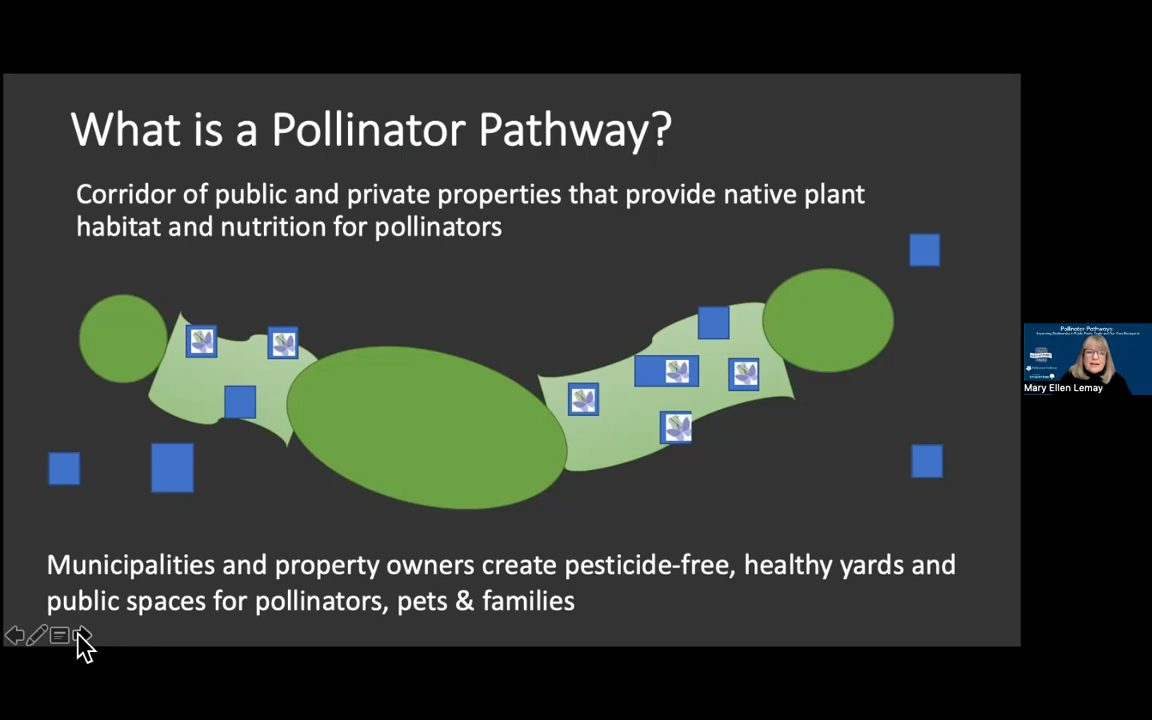 What is a Pollinator Pathway?
Corridor of public and private properties that provide native plant
habitat and nutrition for pollinators
Pollinator Pathways:
Mary Ellen Lemay
Municipalities and property owners create pesticide-free, healthy yards and
public spaces for pollinators, pets & families